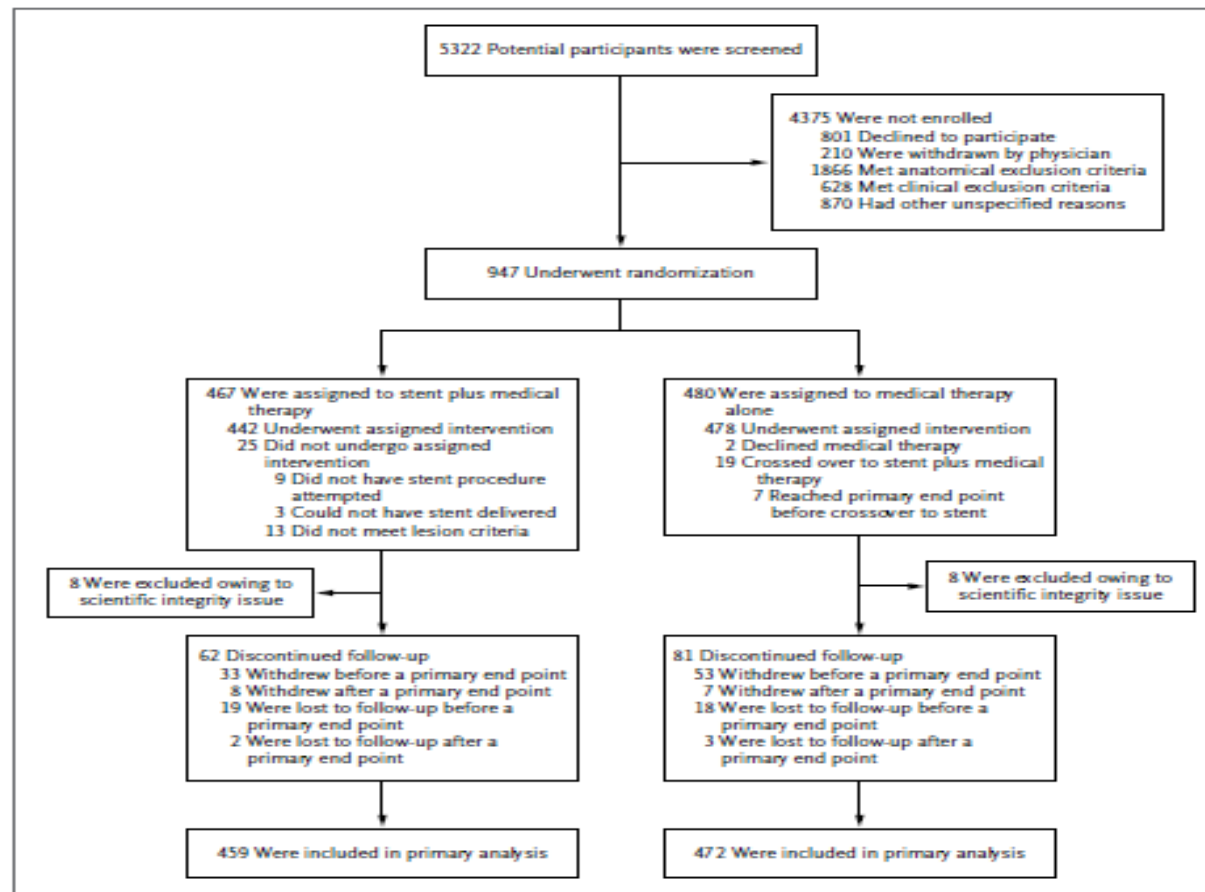 5322 Potential participants were screened
4375 Were not enrolled
801 Declined to participate
210 Were withdrawn by physician
1866 Met anatomical exclusion criteria
628 Met clinical exclusion criteria
870 Had other unspecified reasons
947 Underwent randomization
467 Were assigned to stent plus medical
therapy
442 Underwent assigned intervention
25 Did not undergo assigned
intervention
9 Did not have stent procedure
attempted
3 Could not have stent delivered
13 Did not meet lesion criteria
480 Were assigned to medical therapy
alone
478 Underwent assigned intervention
2 Declined medical therapy
19 Crossed over to stent plus medical
therapy
7 Reached primary end point
before crossover to stent
8 Were excluded owing to
scientific integrity issue
8 Were excluded owing to
scientific integrity issue
62 Discontinued follow-up
33 Withdrew before a primary end point
8 Withdrew after a primary end point
19 Were lost to follow-up before a
primary end point
2 Were lost to follow-up after a
primary end point
81 Discontinued follow-up
53 Withdrew before a primary end point
7 Withdrew after a primary end point
18 Were lost to follow-up before a
primary end point
3 Were lost to follow-up after a
primary end point
459 Were included in primary analysis
472 Were included in primary analysis